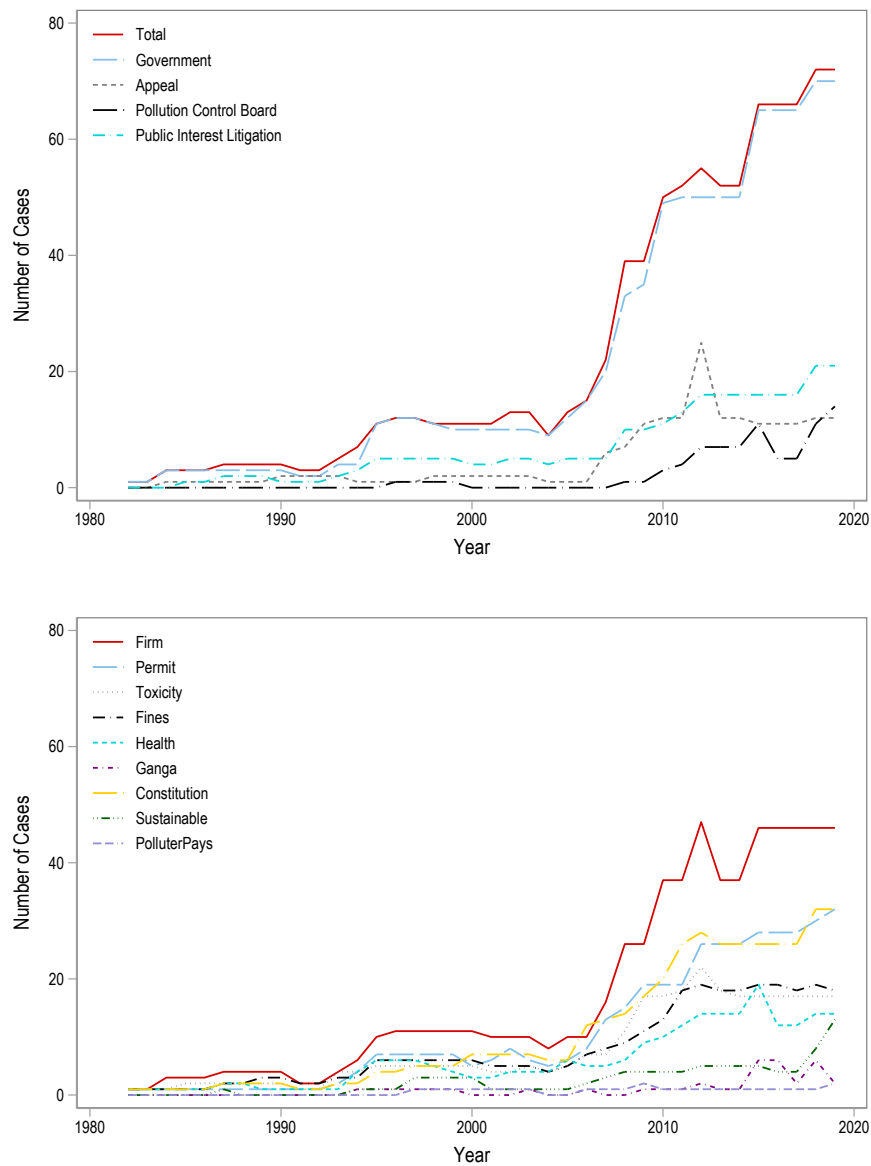 80
Total
Government
Appeal
Pollution Control Board
Public Interest Litigation
60
40
20
0
Number of Cases
1980
1990
2000
2010
2020
Year
80
Firm
Permit
Toxicity
Fines
Health
Ganga
Constitution
Sustainable
PolluterPays
60
40
20
0
Number of Cases
1980
1990
2000
2010
2020
Year